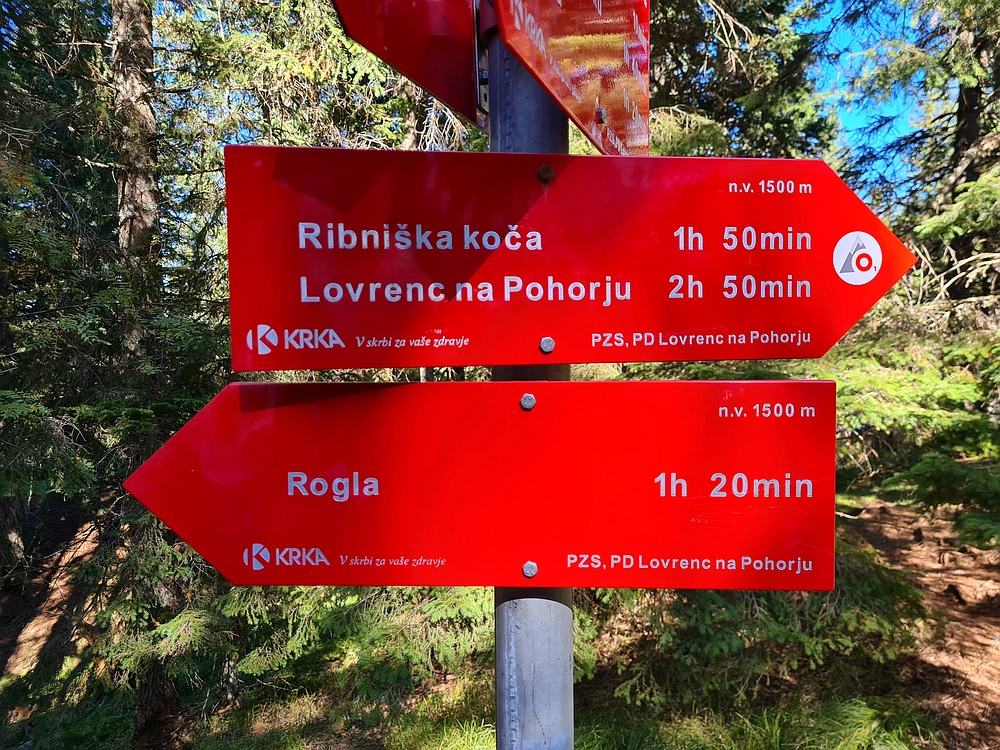 n.v. 1500 m
Ribniška koča 1h 50min
Lovrenc na Pohorju 2h 50min
KRKA V skrbi za vaše zdravje PZS, PD Lovrenc na Pohorju
1
n.v. 1500 m
Rogla 1h 20min
KRKA V skrbi za vaše zdravje PZS, PD Lovrenc na Pohorju